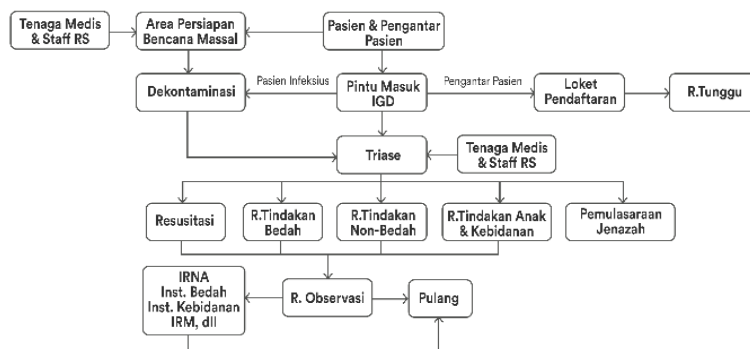 Tenaga Medis
& Staff RS
Area Persiapan
Bencana Massal
Pasien & Pengantar
Pasien
Dekontaminasi
Pasien Infeksius
Pintu Masuk
IGD
Pengantar Pasien
Loket
Pendaftaran
R.Tunggu
Triase
Tenaga Medis
& Staff RS
Resusitasi
R.Tindakan
Bedah
R.Tindakan
Non-Bedah
R.Tindakan Anak
& Kebidanan
Pemulasaraan
Jenazah
IRNA
Inst. Bedah
Inst. Kebidanan
IRM, dll
R. Observasi
Pulang